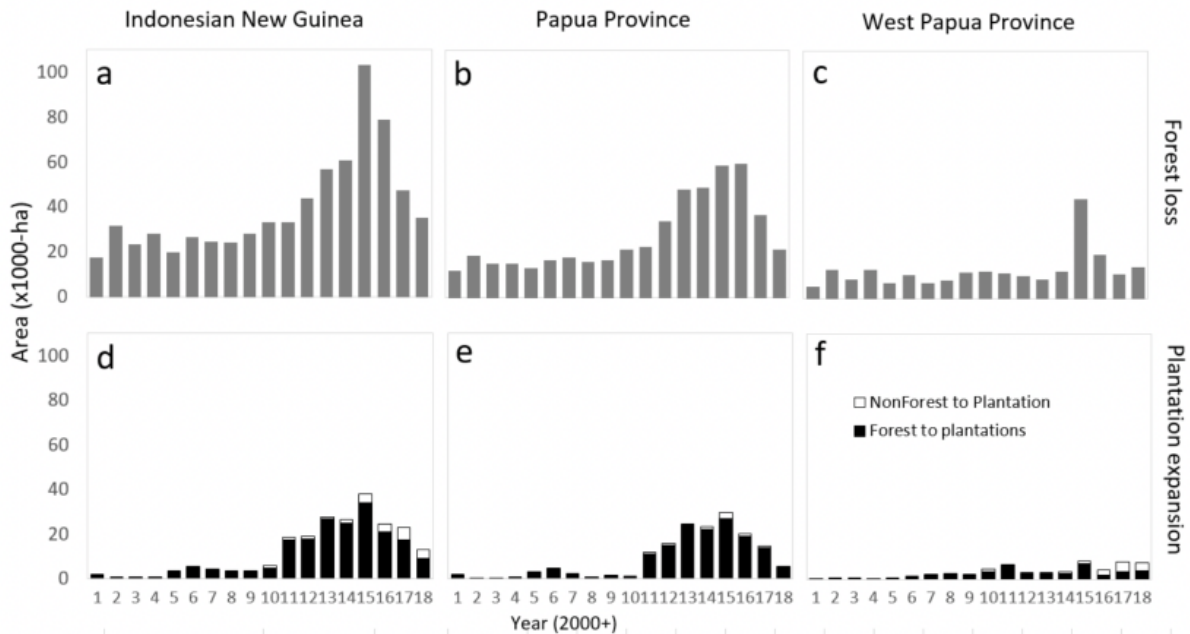 Indonesian New Guinea
Papua Province
West Papua Province
a
b
c
100
80
60
40
20
0
Forest loss
Area (x1000-ha)
d
e
f
100
80
60
40
20
0
NonForest to Plantation
Forest to plantations
Plantation expansion
1 2 3 4 5 6 7 8 9 10 11 12 13 14 15 16 17 18
1 2 3 4 5 6 7 8 9 10 11 12 13 14 15 16 17 18
1 2 3 4 5 6 7 8 9 10 11 12 13 14 15 16 17 18
Year (2000+)